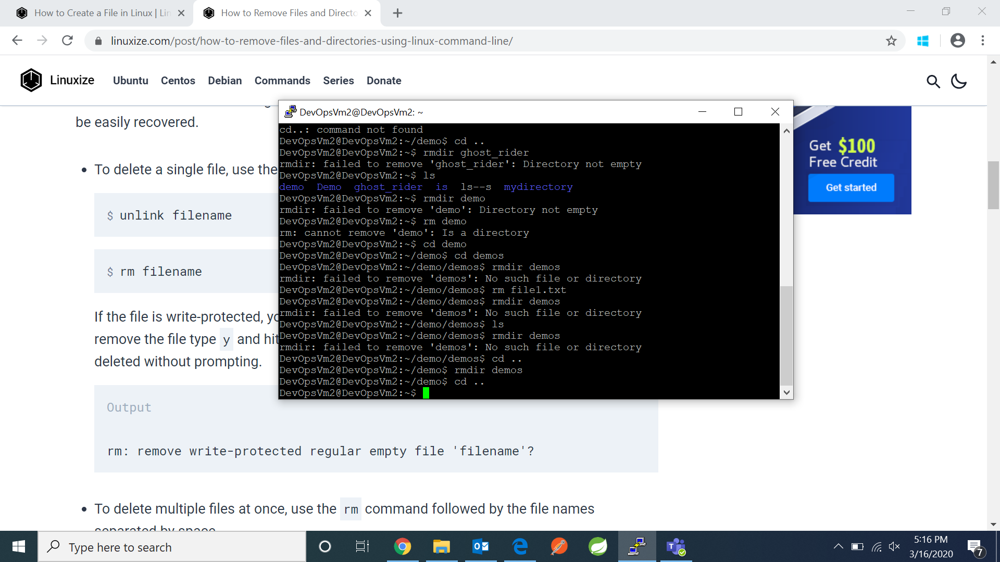 How to Create a File in Linux | Lin
How to Remove Files and Directo
linuxize.com/post/how-to-remove-files-and-directories-using-linux-command-line/
Linuxize Ubuntu Centos Debian Commands Series Donate
be easily recovered.
To delete a single file, use the
$ unlink filename
$ rm filename
If the file is write-protected, yo
remove the file type y and hit
deleted without prompting.
Output
rm: remove write-protected regular empty file 'filename'?
To delete multiple files at once, use the rm command followed by the file names
separated by space
DevOpsVm2@DevOpsVm2: ~
cd..: command not found
DevOpsVm2@DevOpsVm2:~/demo$ cd ..
DevOpsVm2@DevOpsVm2:~$ rmdir ghost_rider
rmdir: failed to remove 'ghost_rider': Directory not empty
DevOpsVm2@DevOpsVm2:~$ ls
demo Demo ghost_rider is ls--s mydirectory
DevOpsVm2@DevOpsVm2:~$ rmdir demo
rmdir: failed to remove 'demo': Directory not empty
DevOpsVm2@DevOpsVm2:~$ rm demo
rm: cannot remove 'demo': Is a directory
DevOpsVm2@DevOpsVm2:~$ cd demo
DevOpsVm2@DevOpsVm2:~/demo$ cd demos
DevOpsVm2@DevOpsVm2:~/demo/demos$ rmdir demos
rmdir: failed to remove 'demos': No such file or directory
DevOpsVm2@DevOpsVm2:~/demo/demos$ rm file1.txt
DevOpsVm2@DevOpsVm2:~/demo/demos$ rmdir demos
rmdir: failed to remove 'demos': No such file or directory
DevOpsVm2@DevOpsVm2:~/demo/demos$ ls
DevOpsVm2@DevOpsVm2:~/demo/demos$ rmdir demos
rmdir: failed to remove 'demos': No such file or directory
DevOpsVm2@DevOpsVm2:~/demo/demos$ cd ..
DevOpsVm2@DevOpsVm2:~/demo$ rmdir demos
DevOpsVm2@DevOpsVm2:~/demo$ cd ..
DevOpsVm2@DevOpsVm2:~$
Get $100
Free Credit
Get started
Type here to search
5:16 PM
3/16/2020
7